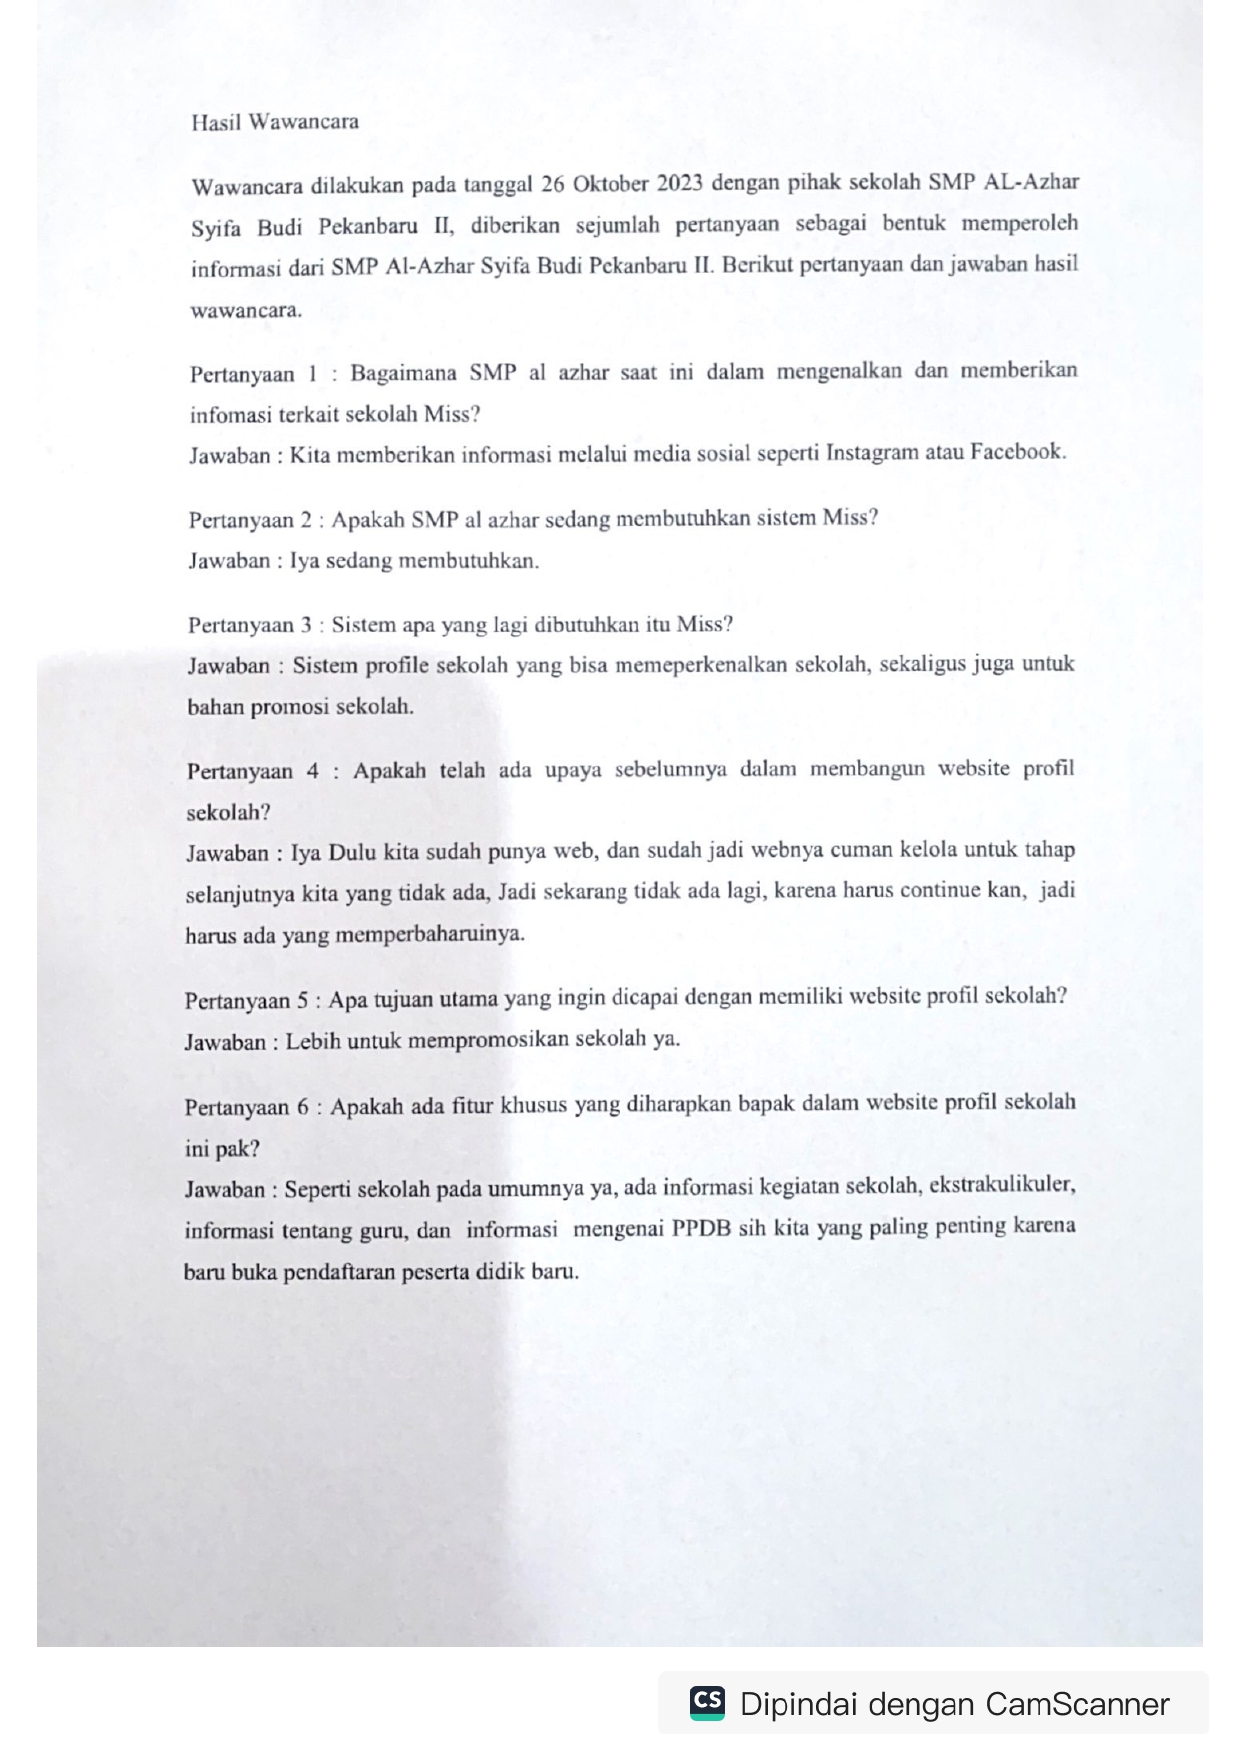 Hasil Wawancara
Wawancara dilakukan pada tanggal 26 Oktober 2023 dengan pihak sekolah SMP AL-Azhar
Syifa Budi Pekanbaru II, diberikan sejumlah pertanyaan sebagai bentuk memperoleh
informasi dari SMP Al-Azhar Syifa Budi Pekanbaru II. Berikut pertanyaan dan jawaban hasil
wawancara.
Pertanyaan 1 : Bagaimana SMP al azhar saat ini dalam mengenalkan dan memberikan
infomasi terkait sekolah Miss?
Jawaban : Kita memberikan informasi melalui media sosial seperti Instagram atau Facebook.
Pertanyaan 2 : Apakah SMP al azhar sedang membutuhkan sistem Miss?
Jawaban : Iya sedang membutuhkan.
Pertanyaan 3 : Sistem apa yang lagi dibutuhkan itu Miss?
Jawaban : Sistem profile sekolah yang bisa memeperkenalkan sekolah, sekaligus juga untuk
bahan promosi sekolah.
Pertanyaan 4 : Apakah telah ada upaya sebelumnya dalam membangun website profil
sekolah?
Jawaban : Iya Dulu kita sudah punya web, dan sudah jadi webnya cuman kelola untuk tahap
selanjutnya kita yang tidak ada, Jadi sekarang tidak ada lagi, karena harus continue kan, jadi
harus ada yang memperbaharuinya.
Pertanyaan 5 : Apa tujuan utama yang ingin dicapai dengan memiliki website profil sekolah?
Jawaban : Lebih untuk mempromosikan sekolah ya.
Pertanyaan 6 : Apakah ada fitur khusus yang diharapkan bapak dalam website profil sekolah
ini pak?
Jawaban : Seperti sekolah pada umumnya ya, ada informasi kegiatan sekolah, ekstrakulikuler,
informasi tentang guru, dan informasi mengenai PPDB sih kita yang paling penting karena
baru buka pendaftaran peserta didik baru.
CS Dipindai dengan CamScanner